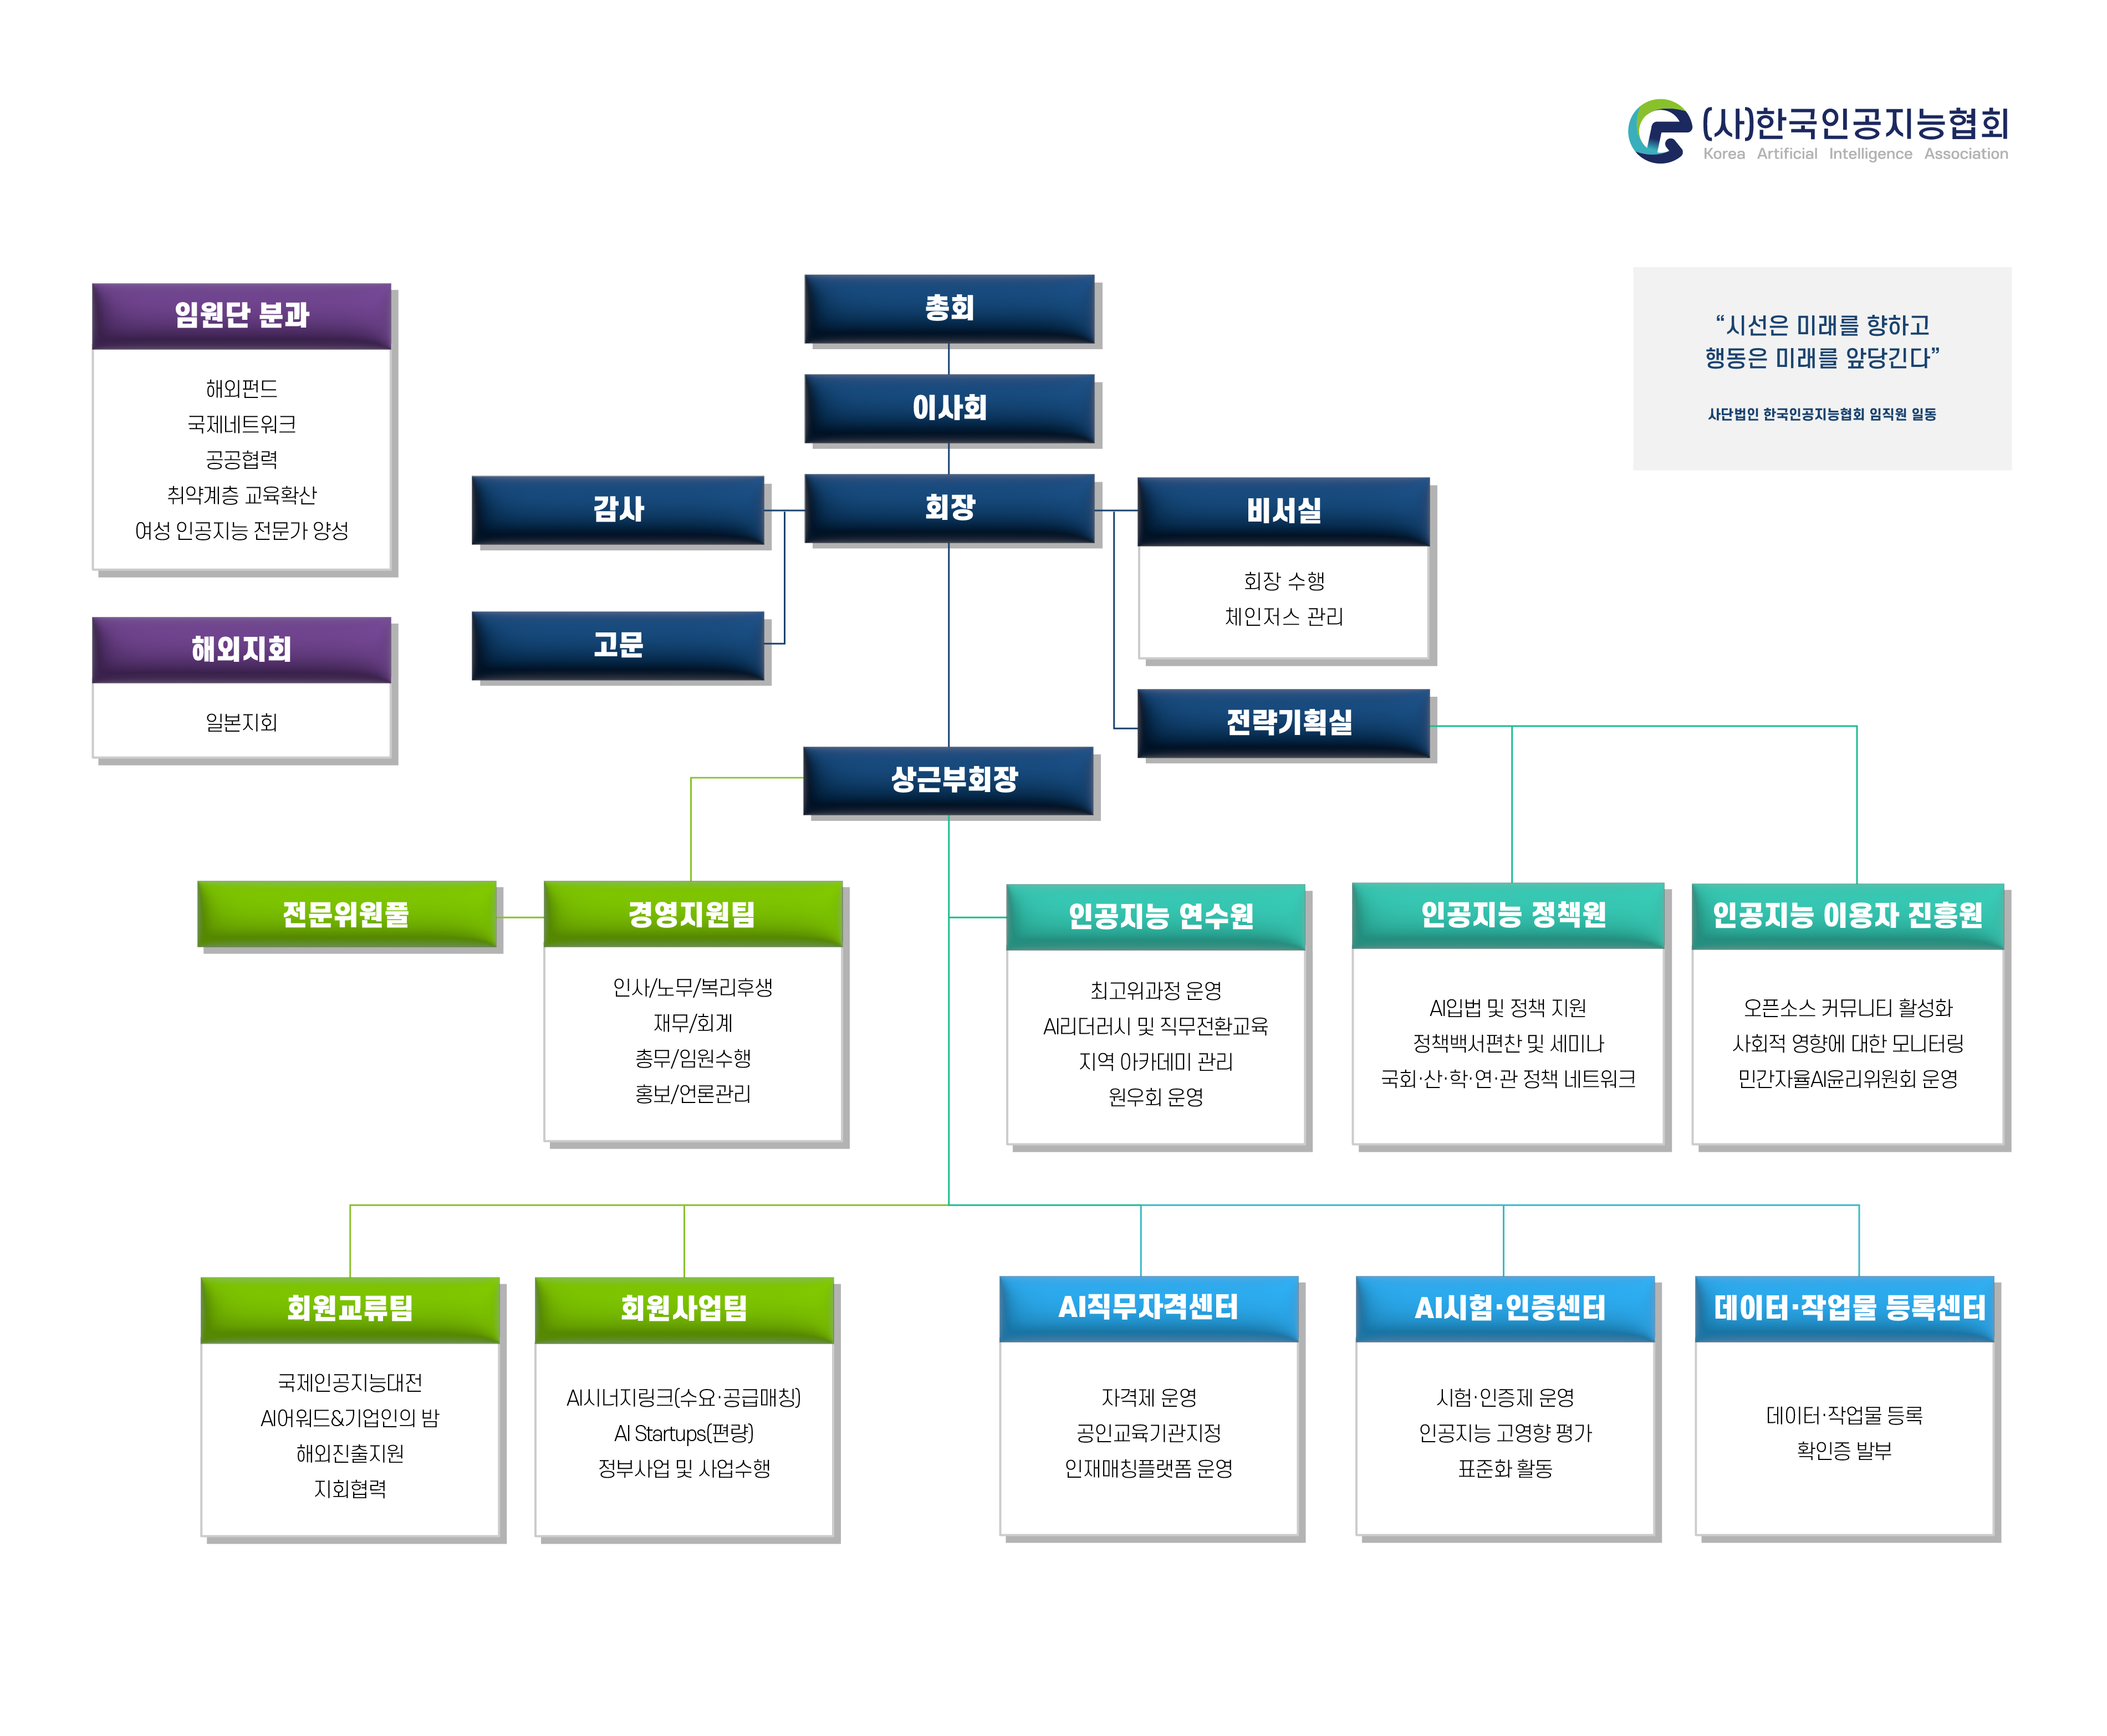 (사)한국인공지능협회
Korea Artificial Intelligence Association
“시선은 미래를 향하고
행동은 미래를 앞당긴다”
사단법인 한국인공지능협회 임직원 일동
임원단 분과
해외펀드
국제네트워크
공공협력
취약계층 교육확산
여성 인공지능 전문가 양성
해외지회
일본지회
총회
이사회
회장
감사
고문
비서실
회장 수행
체인저스 관리
전략기획실
상근부회장
전문위원풀
경영지원팀
인사/노무/복리후생
재무/회계
총무/임원수행
홍보/언론관리
인공지능 연수원
최고위과정 운영
AI리더러시 및 직무전환교육
지역 아카데미 관리
원우회 운영
인공지능 정책원
AI입법 및 정책 지원
정책백서편찬 및 세미나
국회·산·학·연·관 정책 네트워크
인공지능 이용자 진흥원
오픈소스 커뮤니티 활성화
사회적 영향에 대한 모니터링
민간자율AI윤리위원회 운영
회원교류팀
국제인공지능대전
AI어워드&기업인의 밤
해외진출지원
지회협력
회원사업팀
AI시너지링크(수요·공급매칭)
AI Startups(편량)
정부사업 및 사업수행
AI직무자격센터
자격제 운영
공인교육기관지정
인재매칭플랫폼 운영
AI시험·인증센터
시험·인증제 운영
인공지능 고영향 평가
표준화 활동
데이터·작업물 등록센터
데이터·작업물 등록
확인증 발부